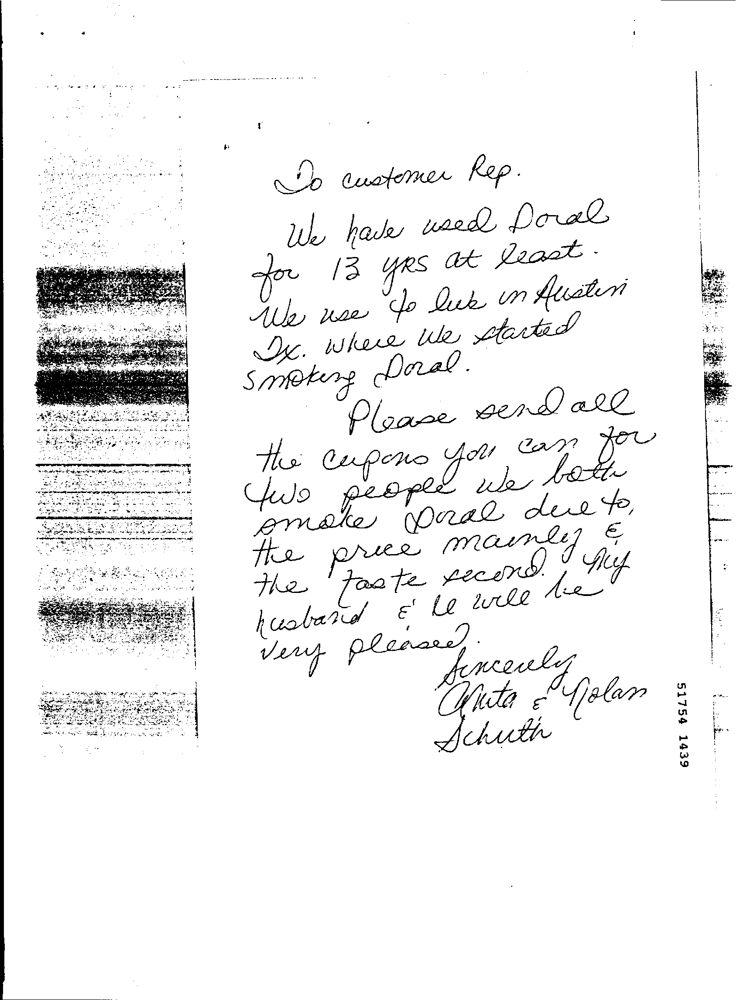 To customer Rep.
We have used Doral
for 13 YRS at least.
We use to live in Austin
Tx. where we started
smoking Doral.
Please send all
the cupons you can for
two people we both
smoke Doral due to,
the price mainly &
the taste second. My
husband & I will be
very pleased.
Sincerely
Anita & Nolan
Schuth
51754 1439